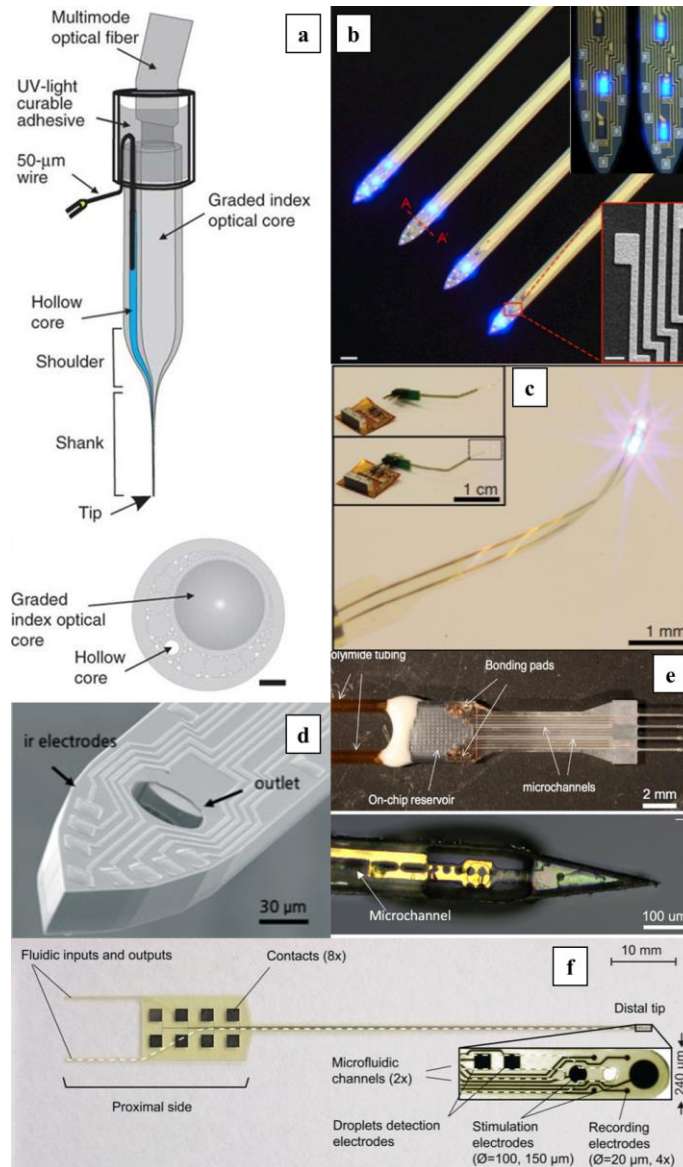 a
Multimode
optical fiber
UV-light
curable
adhesive
50-µm
wire
Graded index
optical core
Hollow
core
Shoulder
Shank
Tip
Graded
index optical
core
Hollow
core
b
A
A'
c
1 cm
1 mm
d
ir electrodes
outlet
30 µm
e
olyimide tubing
Bonding pads
On-chip reservoir
microchannels
2 mm
Microchannel
100 um
f
Fluidic inputs and outputs
Contacts (8x)
10 mm
Distal tip
Microfluidic
channels (2x)
Proximal side
Droplets detection
electrodes
Stimulation
electrodes
(Ø=100, 150 µm)
Recording
electrodes
(Ø=20 µm, 4x)
240 µm